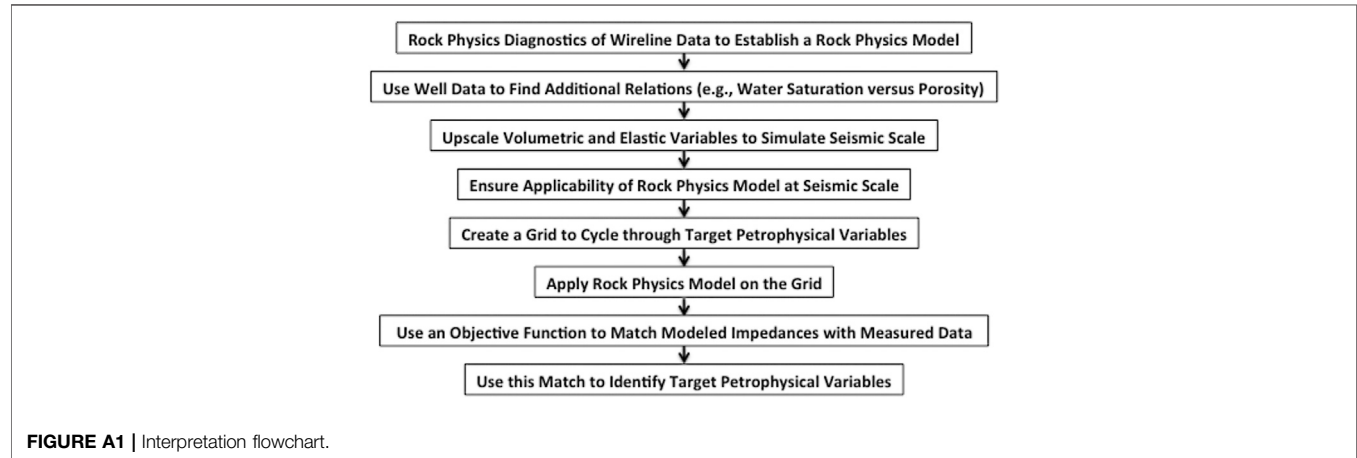 Rock Physics Diagnostics of Wireline Data to Establish a Rock Physics Model
Use Well Data to Find Additional Relations (e.g., Water Saturation versus Porosity)
Upscale Volumetric and Elastic Variables to Simulate Seismic Scale
Ensure Applicability of Rock Physics Model at Seismic Scale
Create a Grid to Cycle through Target Petrophysical Variables
Apply Rock Physics Model on the Grid
Use an Objective Function to Match Modeled Impedances with Measured Data
Use this Match to Identify Target Petrophysical Variables
FIGURE A1 | Interpretation flowchart.